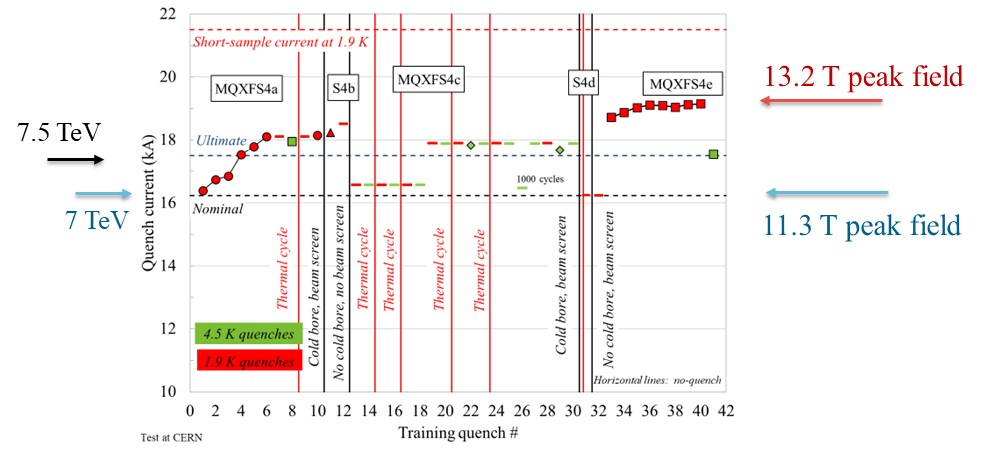 22
20
18
16
14
12
10
Quench current (kA)
Short-sample current at 1.9 K
MQXFS4a
S4b
MQXFS4c
S4d
MQXFS4e
13.2 T peak field
7.5 TeV
Ultimate
1000 cycles
7 TeV
Nominal
11.3 T peak field
Thermal cycle
Cold bore, beam screen
No cold bore, no beam screen
Thermal cycle
Thermal cycle
Thermal cycle
Thermal cycle
Cold bore, beam screen
No cold bore, beam screen
4.5 K quenches
1.9 K quenches
Horizontal lines: no-quench
0 2 4 6 8 10 12 14 16 18 20 22 24 26 28 30 32 34 36 38 40 42
Training quench #
Test at CERN